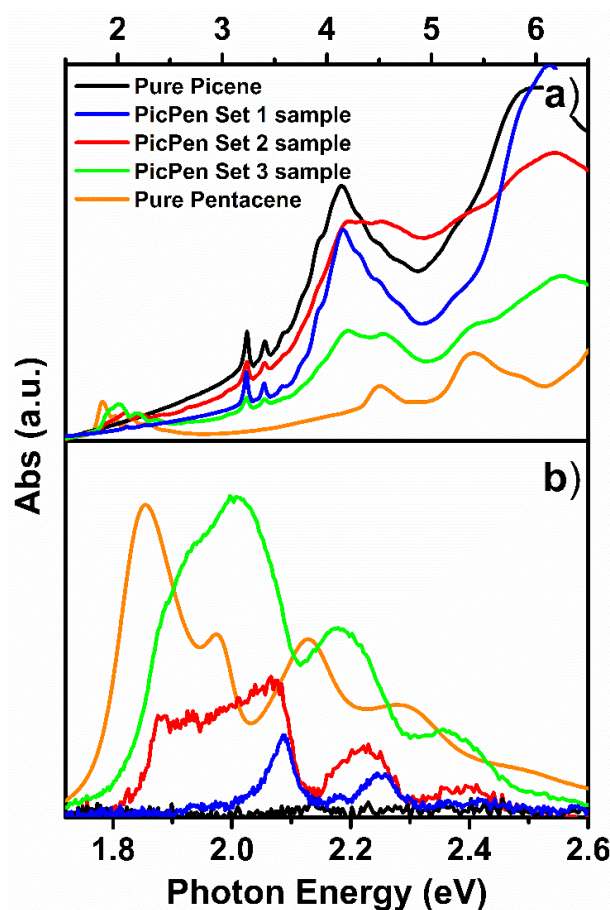 2 3 4 5 6
Pure Picene
a)
PicPen Set 1 sample
PicPen Set 2 sample
PicPen Set 3 sample
Pure Pentacene
Abs (a.u.)
b)
1.8 2.0 2.2 2.4 2.6
Photon Energy (eV)